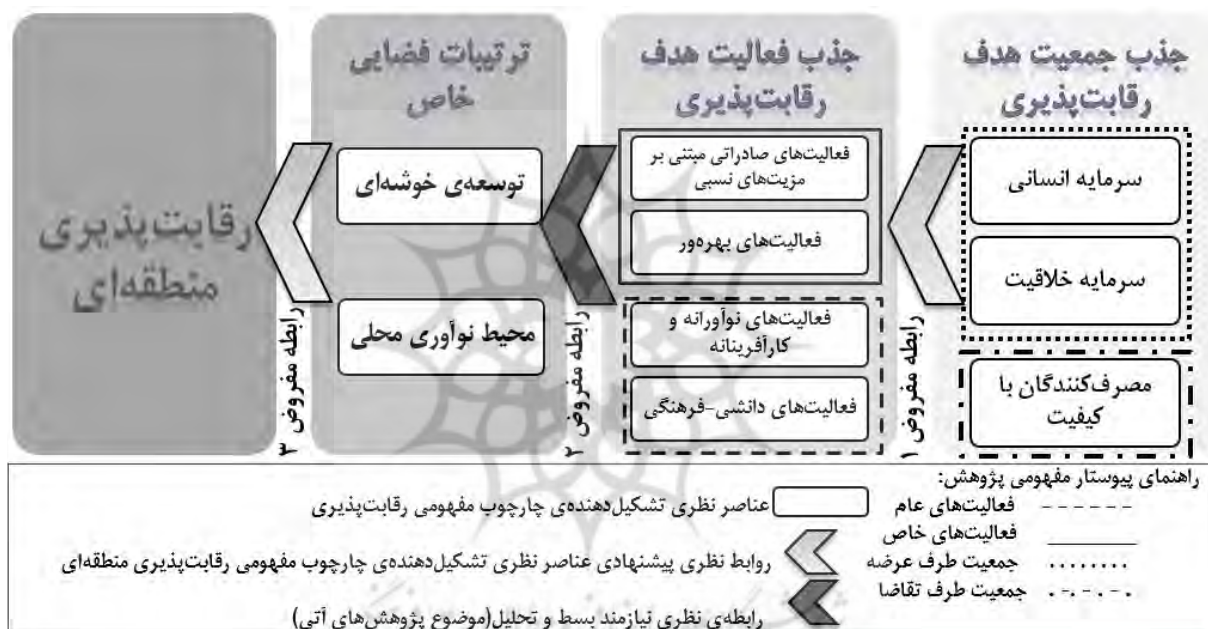 جذب جمعیت هدف
رقابت‌پذیری
سرمایه انسانی
سرمایه خلاقیت
مصرف‌کنندگان با
کیفیت
رابطه مفروض ۱
جذب فعالیت هدف
رقابت‌پذیری
فعالیت‌های صادراتی مبتنی بر
مزیت‌های نسبی
فعالیت‌های بهره‌ور
فعالیت‌های نوآورانه و
کارآفرینانه
فعالیت‌های دانشی-فرهنگی
رابطه مفروض ۲
ترتیبات فضایی
خاص
توسعه‌ی خوشه‌ای
محیط نوآوری محلی
رابطه مفروض ۳
رقابت‌پذیری
منطقه‌ای
راهنمای پیوستار مفهومی پژوهش:
فعالیت‌های عام
فعالیت‌های خاص
جمعیت طرف عرضه
جمعیت طرف تقاضا
عناصر نظری تشکیل‌دهنده‌ی چارچوب مفهومی رقابت‌پذیری
روابط نظری پیشنهادی عناصر نظری تشکیل‌دهنده‌ی چارچوب مفهومی رقابت‌پذیری منطقه‌ای
رابطه‌ی نظری نیازمند بسط و تحلیل(موضوع پژوهش‌های آتی)